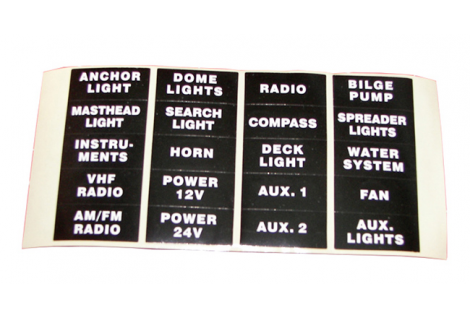 ANCHOR
LIGHT
DOME
LIGHTS
RADIO
BILGE
PUMP
MASTHEAD
LIGHT
SEARCH
LIGHT
COMPASS
SPREADER
LIGHTS
INSTRU-
MENTS
HORN
DECK
LIGHT
WATER
SYSTEM
VHF
RADIO
POWER
12V
AUX. 1
FAN
AM/FM
RADIO
POWER
24V
AUX. 2
AUX.
LIGHTS